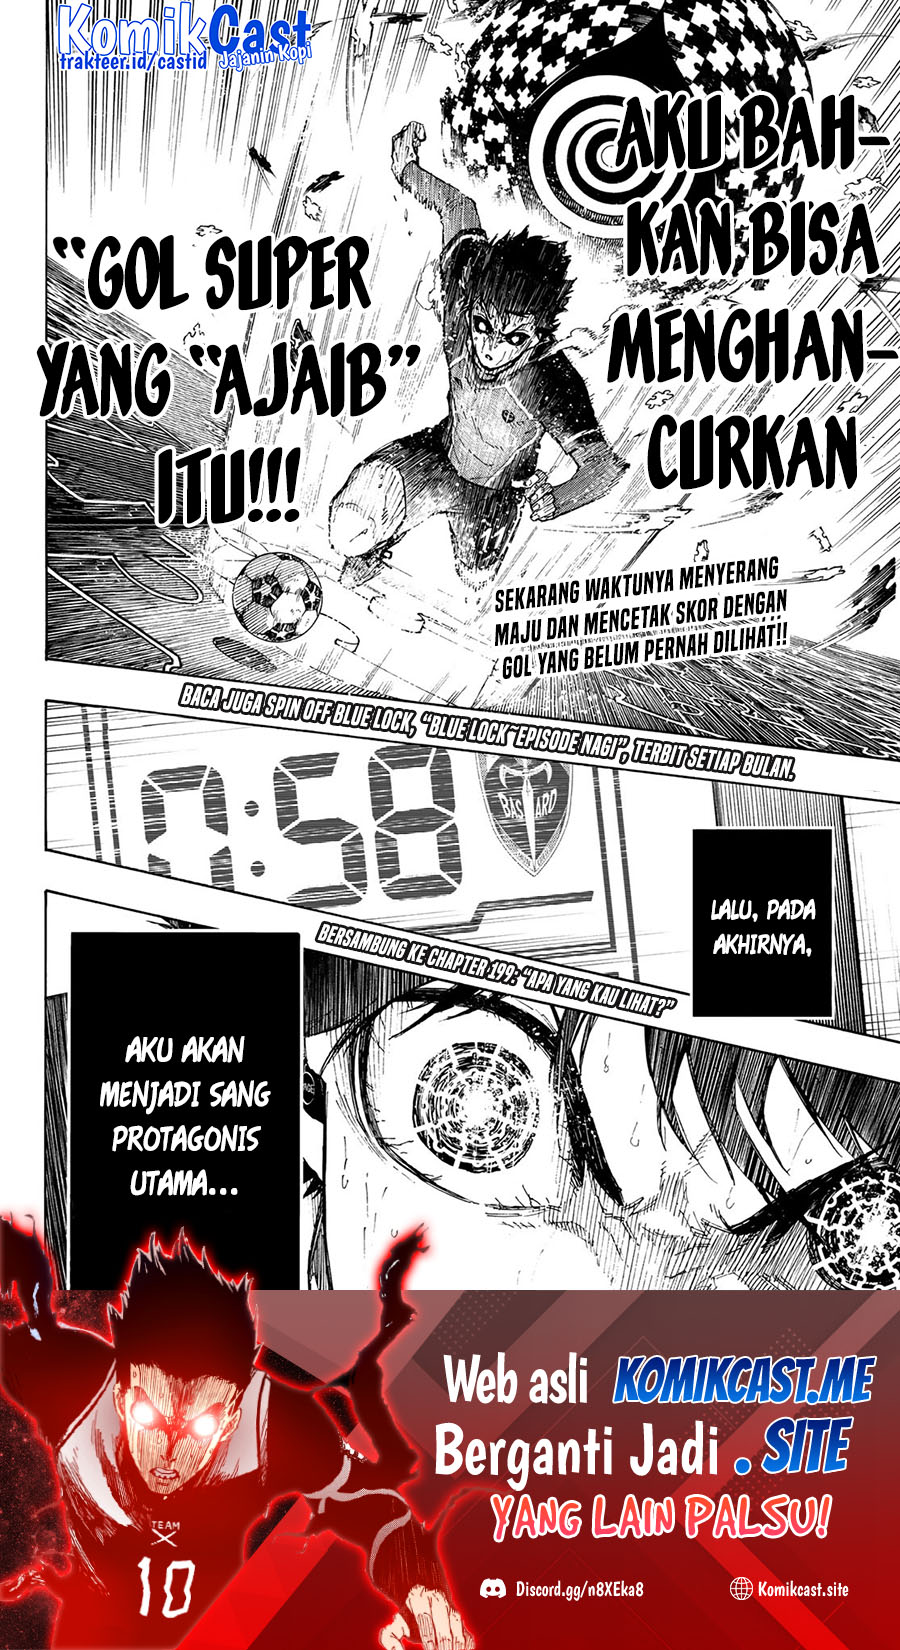 KomikCast
trakteer.id/castid
Jajanin Kopi
AKU BAH-
KAN BISA
MENGHAN-
CURKAN
“GOL SUPER
YANG “AJAIB”
ITU!!!
SEKARANG WAKTUNYA MENYERANG
MAJU DAN MENCETAK SKOR DENGAN
GOL YANG BELUM PERNAH DILIHAT!!
BACA JUGA SPIN OFF BLUE LOCK, “BLUE LOCK~EPISODE NAGI”, TERBIT SETIAP BULAN.
7:58
BASTARD
LALU, PADA
AKHIRNYA,
BERSAMBUNG KE CHAPTER 199: “APA YANG KAU LIHAT?”
AKU AKAN
MENJADI SANG
PROTAGONIS
UTAMA...
Web asli KOMIKCAST.ME
Berganti Jadi .SITE
YANG LAIN PALSU!
TEAM
X
10
Discord.gg/n8XEka8
Komikcast.site